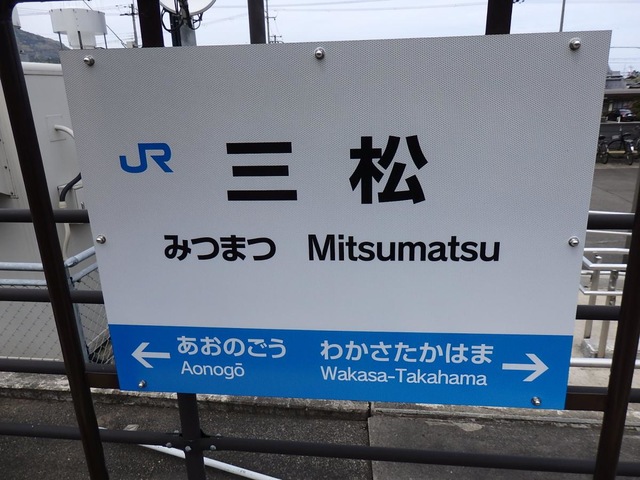 JR 三松
みつまつ Mitsumatsu
← あおのごう わかさたかはま →
Aonogō Wakasa-Takahama